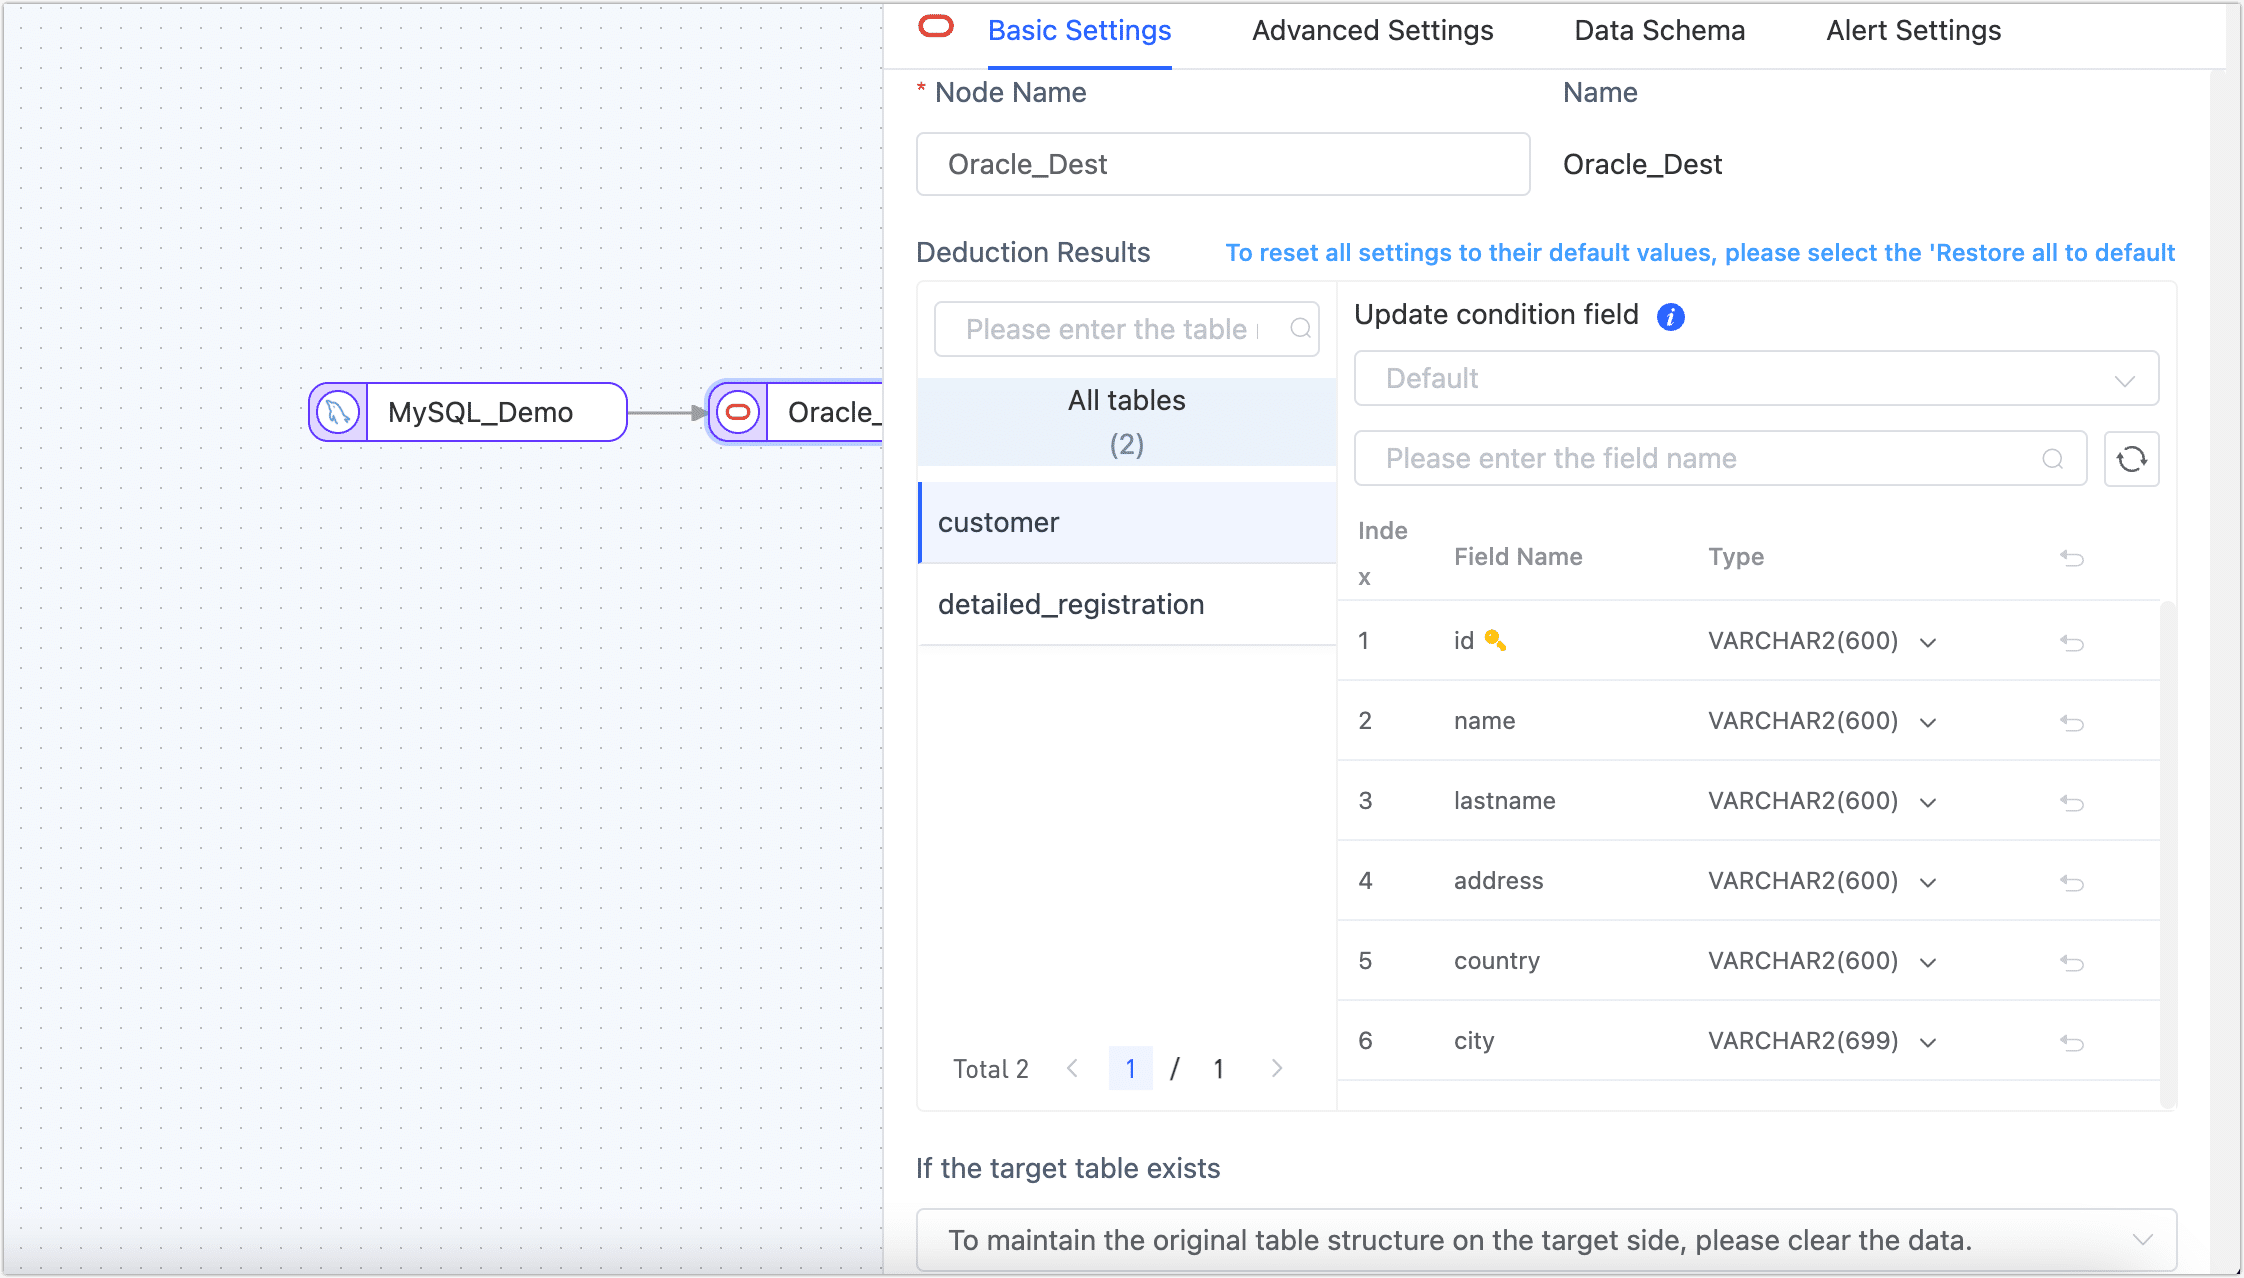 Basic Settings
Advanced Settings
Data Schema
Alert Settings
* Node Name
Name
Oracle_Dest
Oracle_Dest
Deduction Results
To reset all settings to their default values, please select the 'Restore all to default
MySQL_Demo
Oracle_
Please enter the table
All tables
(2)
customer
detailed_registration
Total 2
1 / 1
Update condition field
Default
Please enter the field name
Inde
x
Field Name
Type
1 id VARCHAR2(600)
2 name VARCHAR2(600)
3 lastname VARCHAR2(600)
4 address VARCHAR2(600)
5 country VARCHAR2(600)
6 city VARCHAR2(699)
If the target table exists
To maintain the original table structure on the target side, please clear the data.